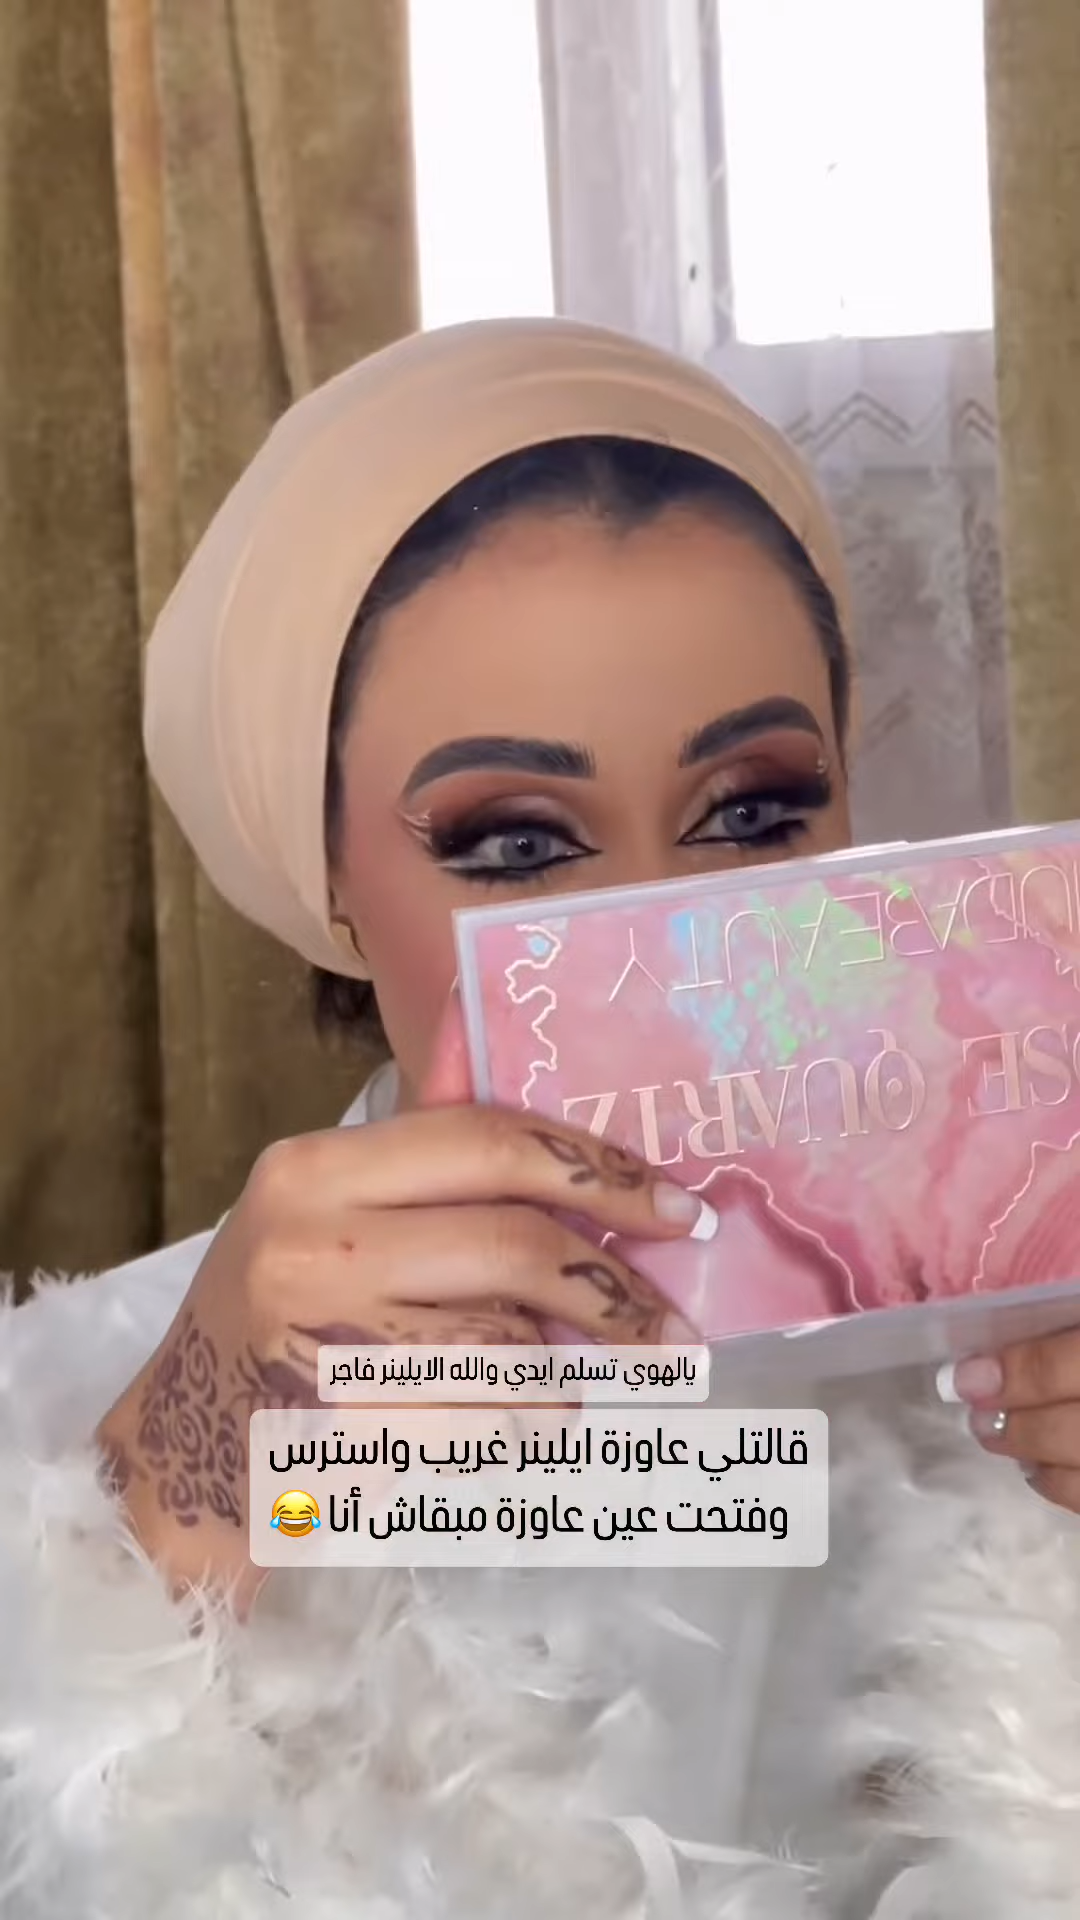 HUDABEAUTY
ROSE QUARTZ
يالهوي تسلم ايدي والله الايلينر فاجر
قالتلي عاوزة ايلينر غريب واسترس
وفتحت عين عاوزة مبقاش أنا 😂